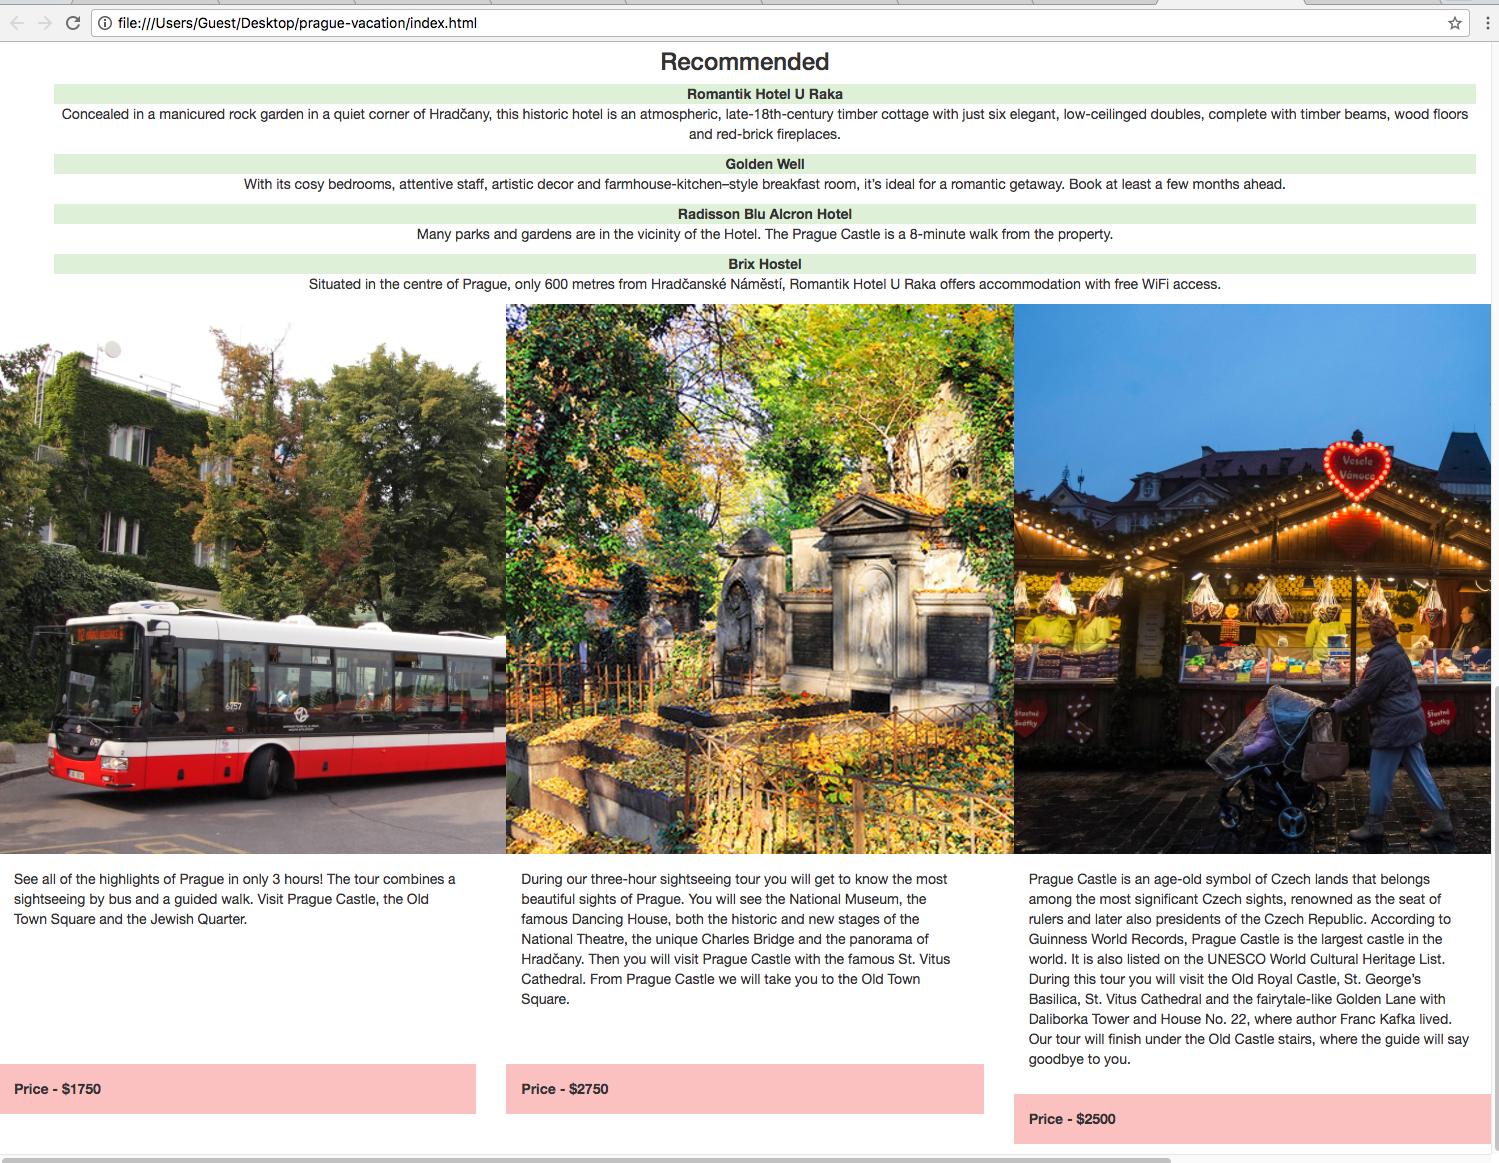 file:///Users/Guest/Desktop/prague-vacation/index.html
Recommended
Romantik Hotel U Raka
Concealed in a manicured rock garden in a quiet corner of Hradčany, this historic hotel is an atmospheric, late-18th-century timber cottage with just six elegant, low-ceilinged doubles, complete with timber beams, wood floors
and red-brick fireplaces.
Golden Well
With its cosy bedrooms, attentive staff, artistic decor and farmhouse-kitchen–style breakfast room, it’s ideal for a romantic getaway. Book at least a few months ahead.
Radisson Blu Alcron Hotel
Many parks and gardens are in the vicinity of the Hotel. The Prague Castle is a 8-minute walk from the property.
Brix Hostel
Situated in the centre of Prague, only 600 metres from Hradčanské Náměstí, Romantik Hotel U Raka offers accommodation with free WiFi access.
6757
Veselé
Vánoce
Šťastné
Svátky
Šťastné
Svátky
See all of the highlights of Prague in only 3 hours! The tour combines a
sightseeing by bus and a guided walk. Visit Prague Castle, the Old
Town Square and the Jewish Quarter.
Price - $1750
During our three-hour sightseeing tour you will get to know the most
beautiful sights of Prague. You will see the National Museum, the
famous Dancing House, both the historic and new stages of the
National Theatre, the unique Charles Bridge and the panorama of
Hradčany. Then you will visit Prague Castle with the famous St. Vitus
Cathedral. From Prague Castle we will take you to the Old Town
Square.
Price - $2750
Prague Castle is an age-old symbol of Czech lands that belongs
among the most significant Czech sights, renowned as the seat of
rulers and later also presidents of the Czech Republic. According to
Guinness World Records, Prague Castle is the largest castle in the
world. It is also listed on the UNESCO World Cultural Heritage List.
During this tour you will visit the Old Royal Castle, St. George’s
Basilica, St. Vitus Cathedral and the fairytale-like Golden Lane with
Daliborka Tower and House No. 22, where author Franc Kafka lived.
Our tour will finish under the Old Castle stairs, where the guide will say
goodbye to you.
Price - $2500